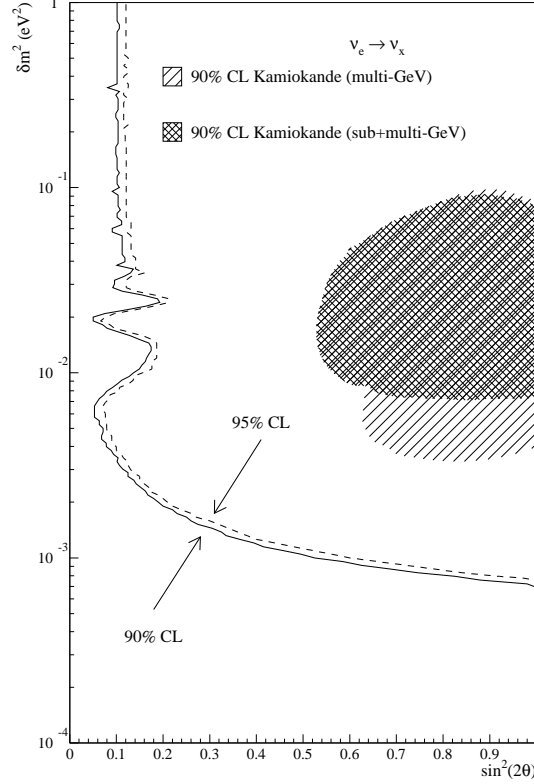 δm² (eV²)
1
νₑ → νₓ
90% CL Kamiokande (multi-GeV)
90% CL Kamiokande (sub+multi-GeV)
10⁻¹
10⁻²
95% CL
10⁻³
90% CL
10⁻⁴
0 0.1 0.2 0.3 0.4 0.5 0.6 0.7 0.8 0.9
sin²(2θ)